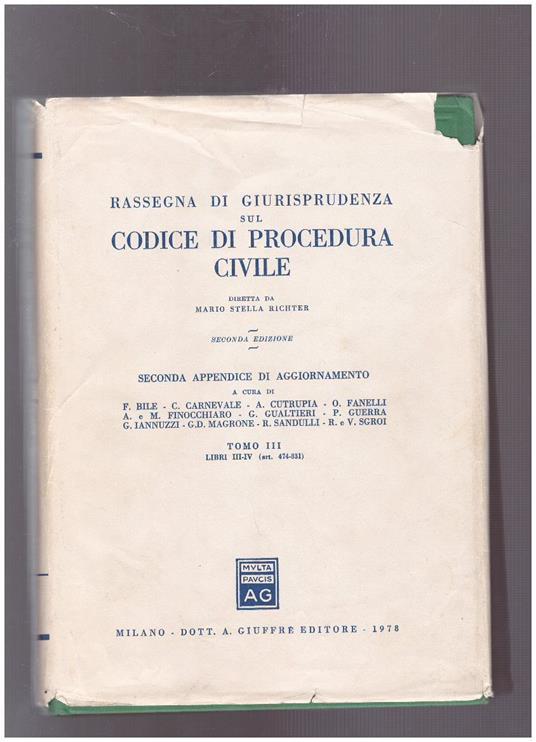 RASSEGNA DI GIURISPRUDENZA
SUL
CODICE DI PROCEDURA
CIVILE
DIRETTA DA
MARIO STELLA RICHTER
SECONDA EDIZIONE
SECONDA APPENDICE DI AGGIORNAMENTO
A CURA DI
F. BILE - C. CARNEVALE - A. CUTRUPIA - O. FANELLI
A. e M. FINOCCHIARO - G. GUALTIERI - P. GUERRA
G. IANNUZZI - G.D. MAGRONE - R. SANDULLI - R. e V. SGROI
TOMO III
LIBRI III-IV (art. 474-831)
MVLTA
PAVCIS
AG
MILANO - DOTT. A. GIUFFRÈ EDITORE - 1978